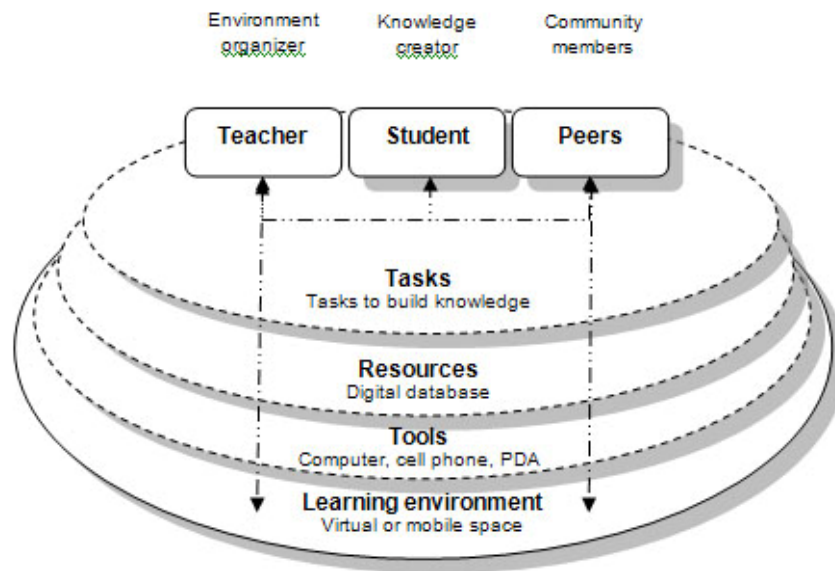 Environment organizer
Knowledge creator
Community members
Teacher
Student
Peers
Tasks
Tasks to build knowledge
Resources
Digital database
Tools
Computer, cell phone, PDA
Learning environment
Virtual or mobile space